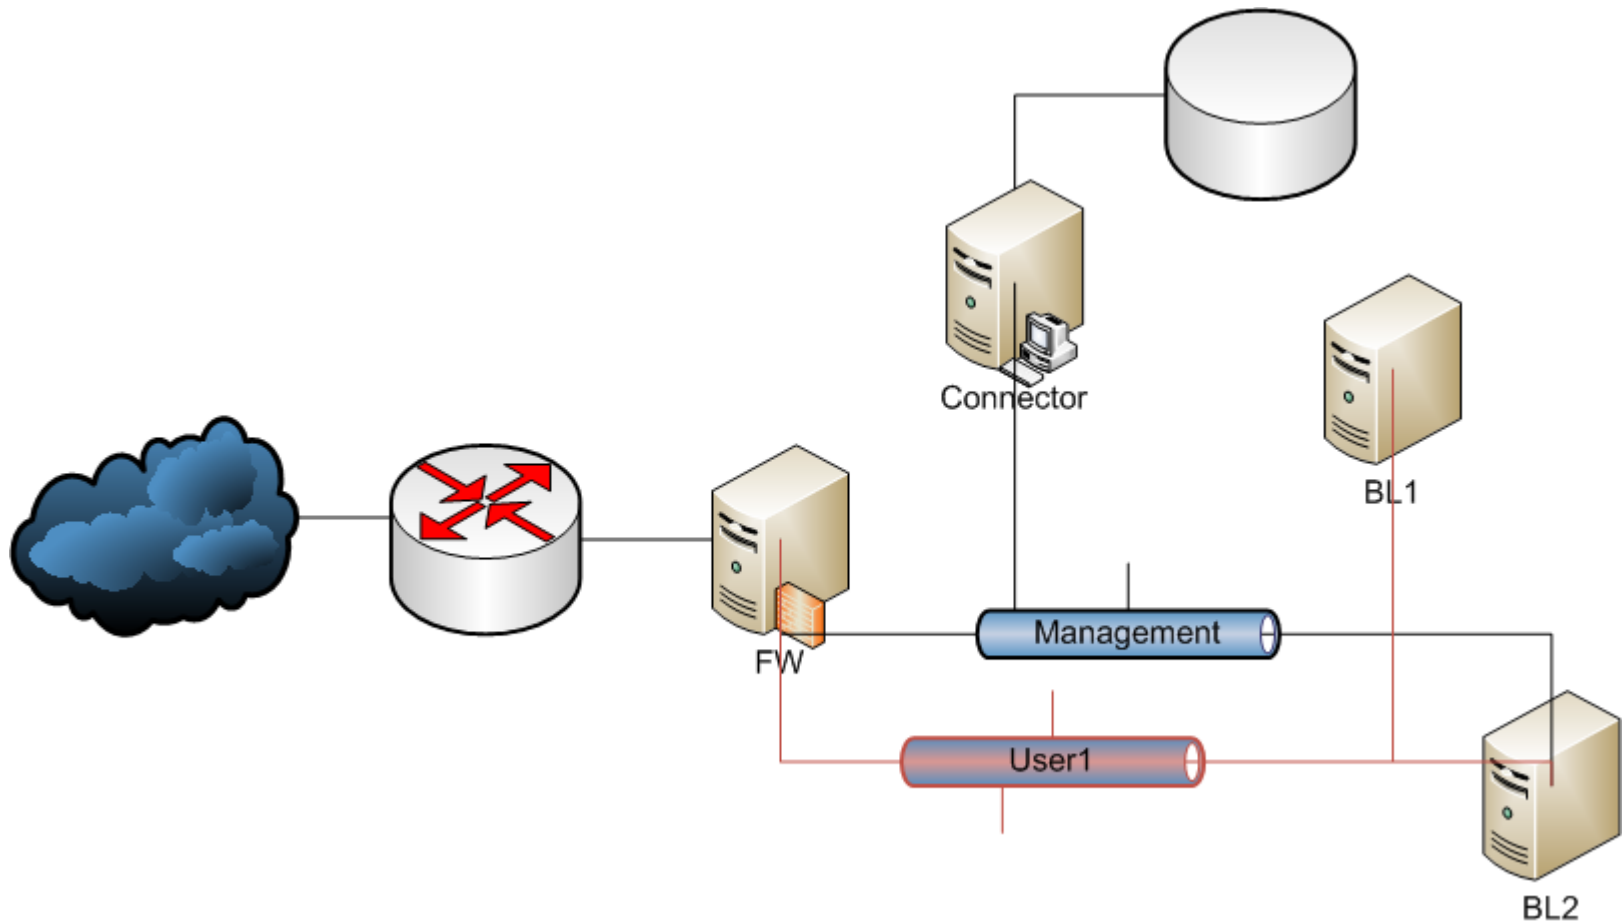 Connector
BL1
FW
Management
User1
BL2